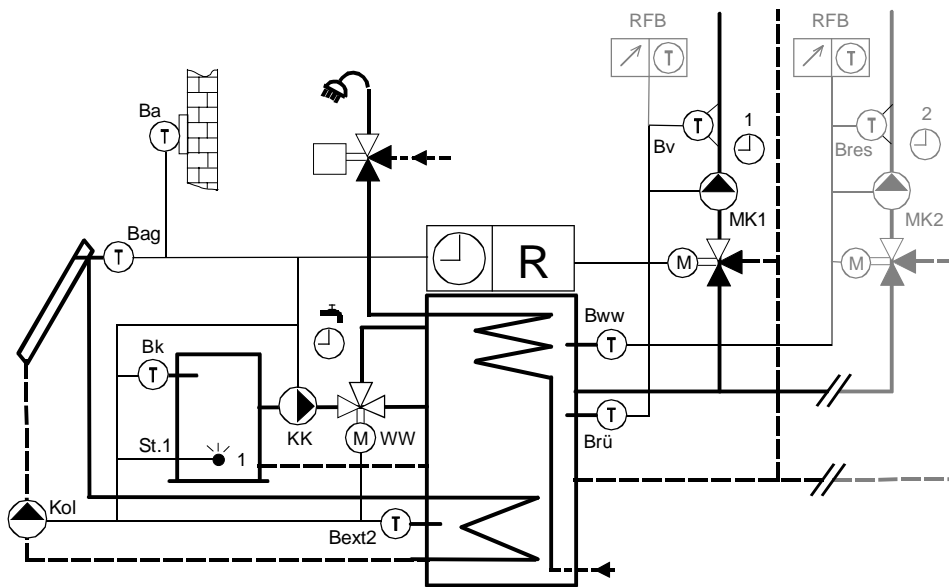 RFB
RFB
T
T
Ba
T
T
Bv
1
T
Bres
2
MK1
MK2
Bag
T
R
M
M
Bww
T
Bk
T
Brü
T
KK
M
WW
St.1
1
Kol
Bext2
T